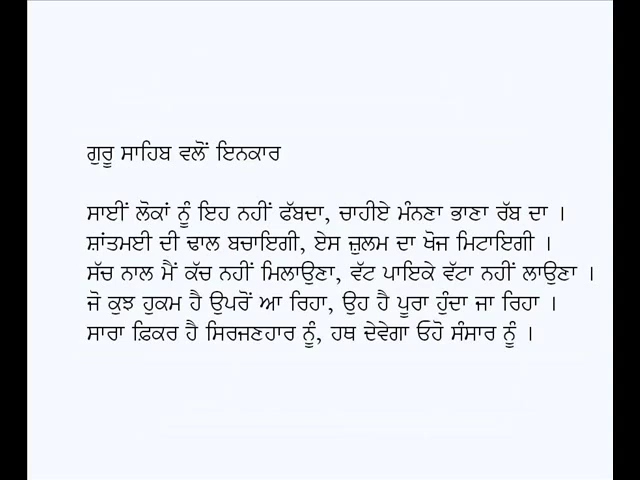 ਗੁਰੂ ਸਾਹਿਬ ਵਲੋਂ ਇਨਕਾਰ
ਸਾਈਂ ਲੋਕਾਂ ਨੂੰ ਇਹ ਨਹੀਂ ਫੱਬਦਾ, ਚਾਹੀਏ ਮੰਨਣਾ ਭਾਣਾ ਰੱਬ ਦਾ ।
ਸ਼ਾਂਤਮਈ ਦੀ ਢਾਲ ਬਚਾਇਗੀ, ਏਸ ਜ਼ੁਲਮ ਦਾ ਖੋਜ ਮਿਟਾਇਗੀ ।
ਸੱਚ ਨਾਲ ਮੈਂ ਕੱਚ ਨਹੀਂ ਮਿਲਾਉਣਾ, ਵੱਟ ਪਾਇਕੇ ਵੱਟਾ ਨਹੀਂ ਲਾਉਣਾ ।
ਜੋ ਕੁਝ ਹੁਕਮ ਹੈ ਉਪਰੋਂ ਆ ਰਿਹਾ, ਉਹ ਹੈ ਪੂਰਾ ਹੁੰਦਾ ਜਾ ਰਿਹਾ ।
ਸਾਰਾ ਫ਼ਿਕਰ ਹੈ ਸਿਰਜਣਹਾਰ ਨੂੰ, ਹਥ ਦੇਵੇਗਾ ਓਹੋ ਸੰਸਾਰ ਨੂੰ ।